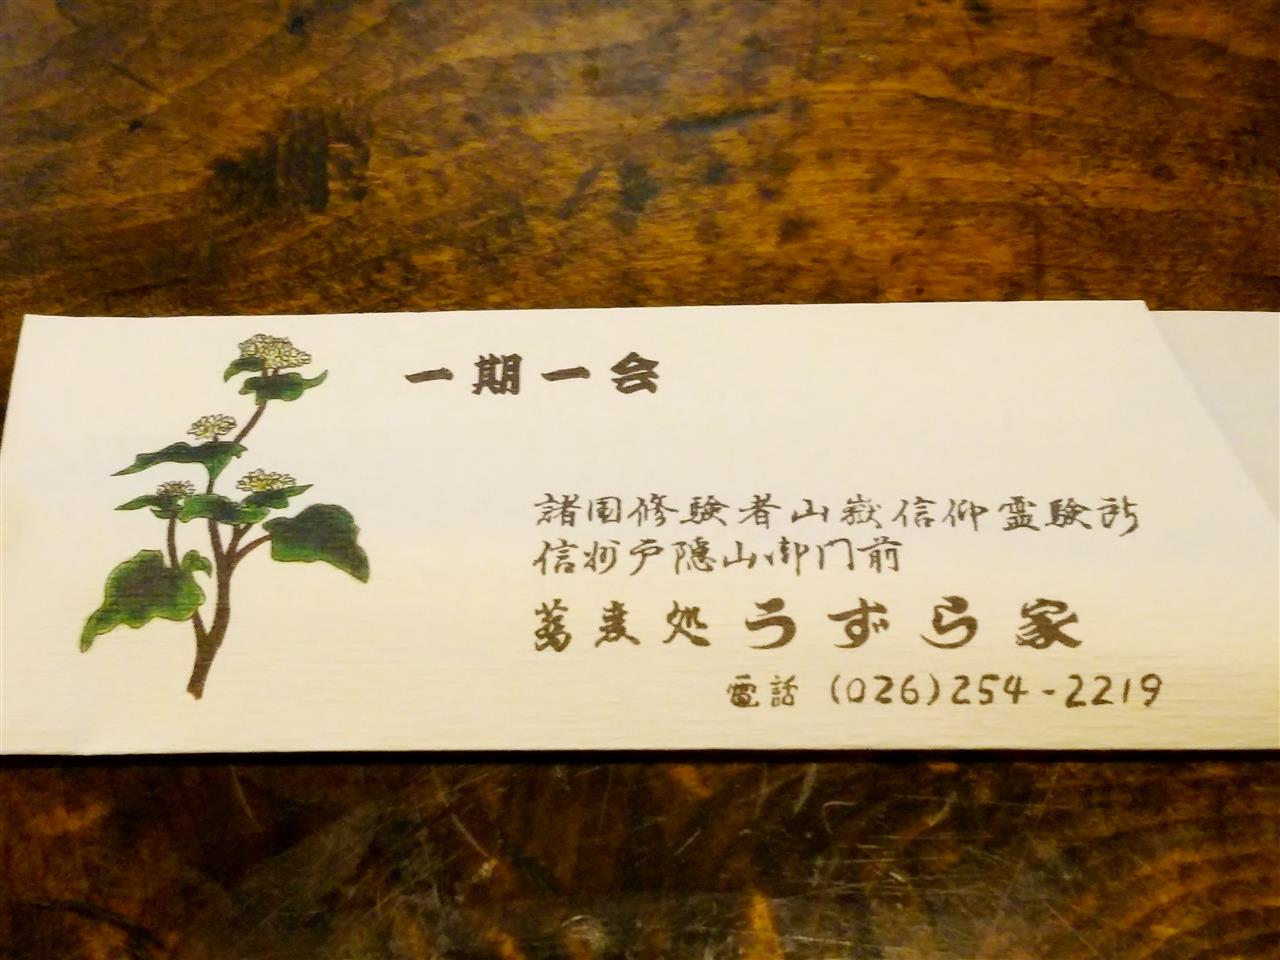 一期一会
諸国修験者山嶽信仰霊験所
信州戸隠山御門前
蕎麦処 うずら家
電話 (026)254-2219